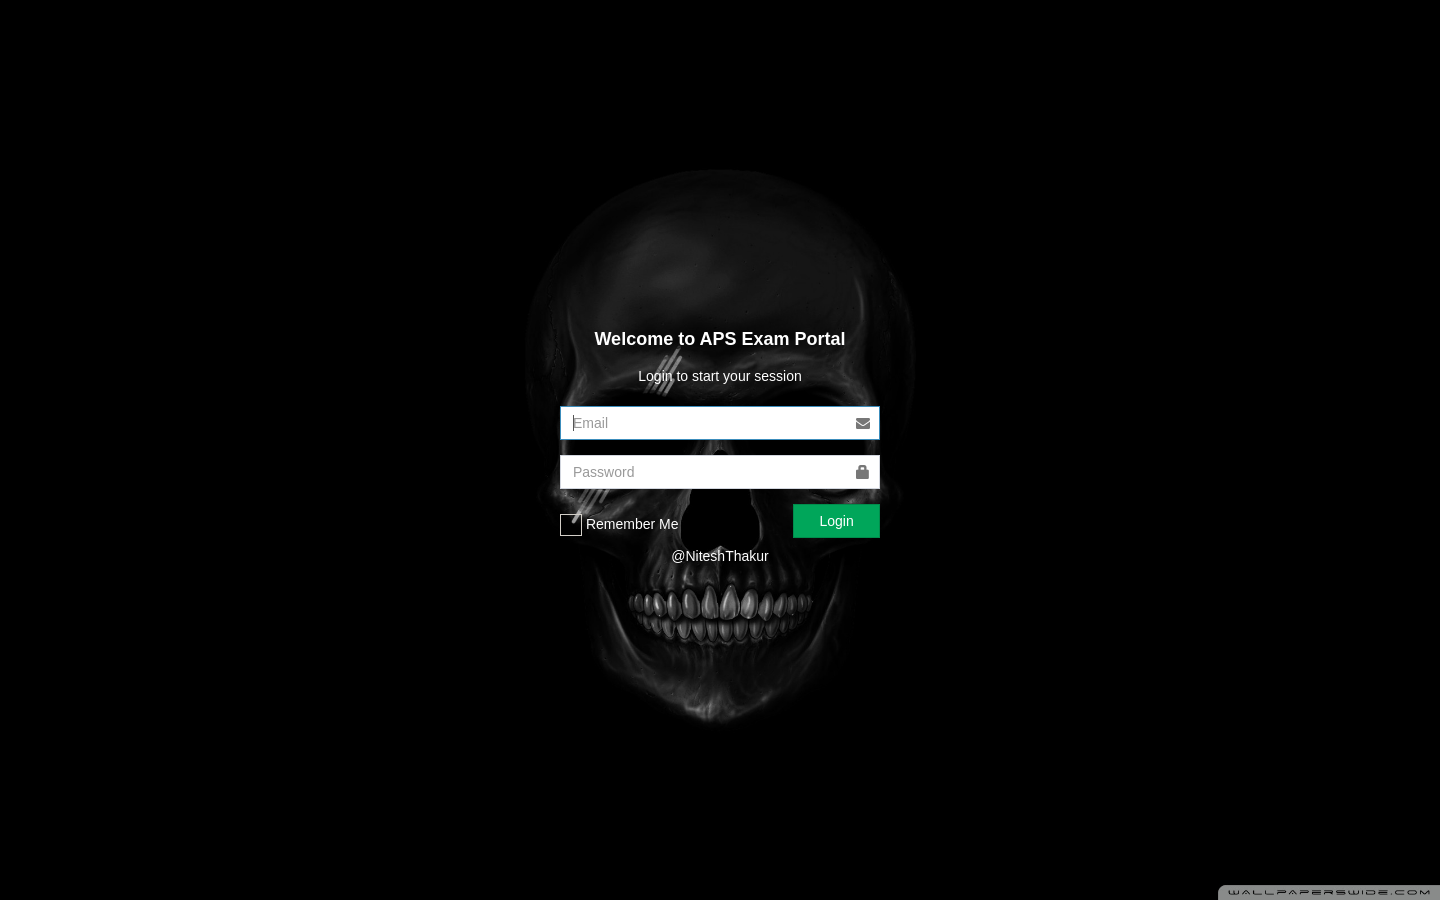 Welcome to APS Exam Portal
Login to start your session
Email
Password
Remember Me
Login
@NiteshThakur
WALLPAPERSWIDE.COM